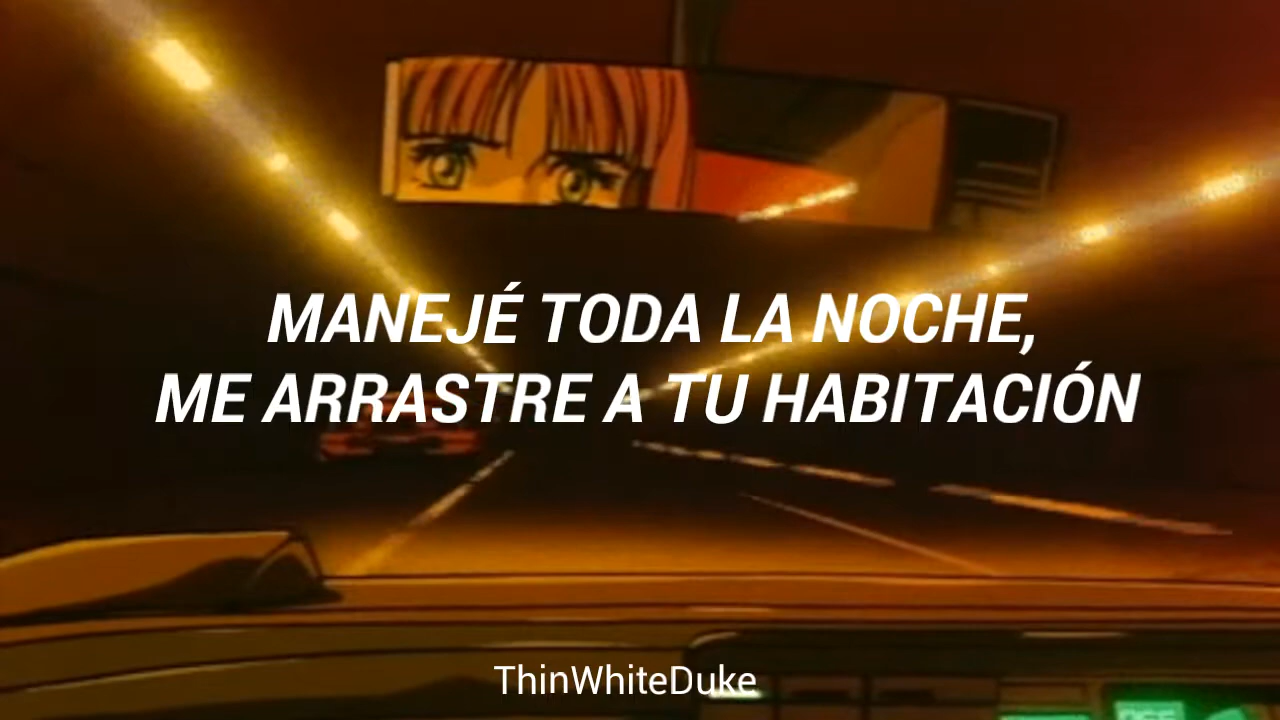 MANEJÉ TODA LA NOCHE,
ME ARRASTRE A TU HABITACIÓN
ThinWhiteDuke